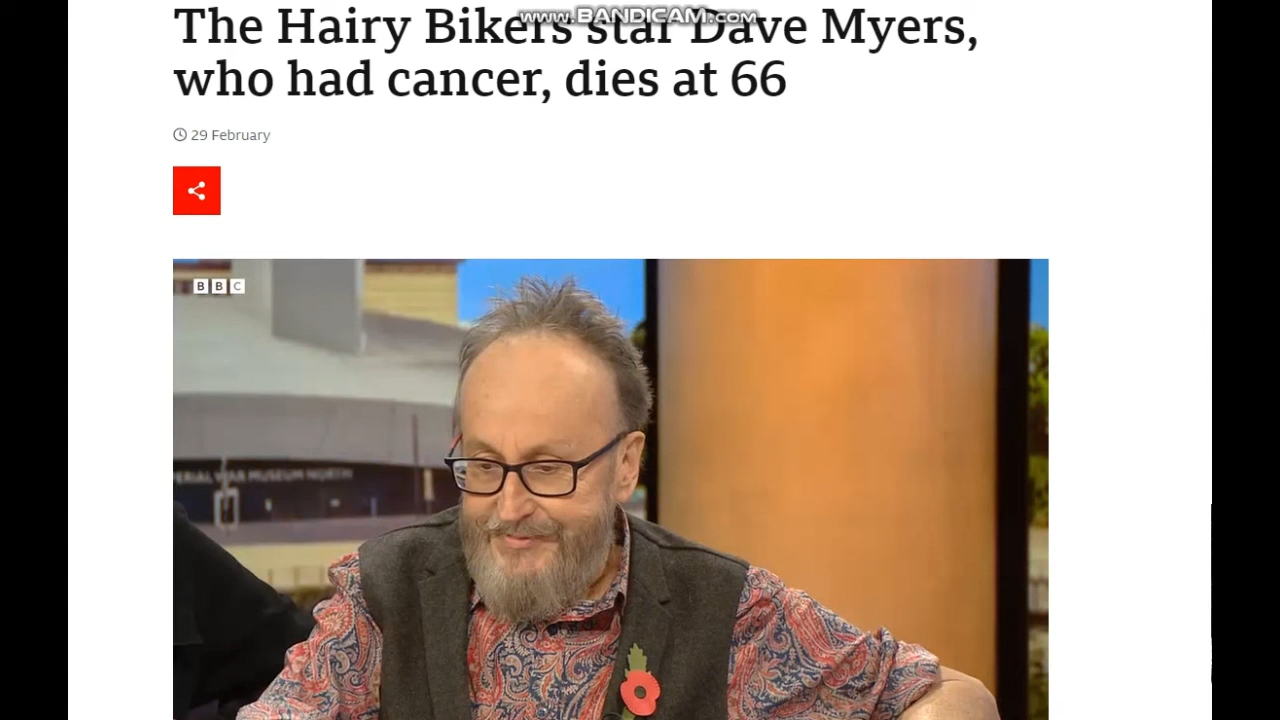 www.BANDICAM.com
The Hairy Bikers star Dave Myers,
who had cancer, dies at 66
29 February
BBC
ERIAL WAR MUSEUM NORTH